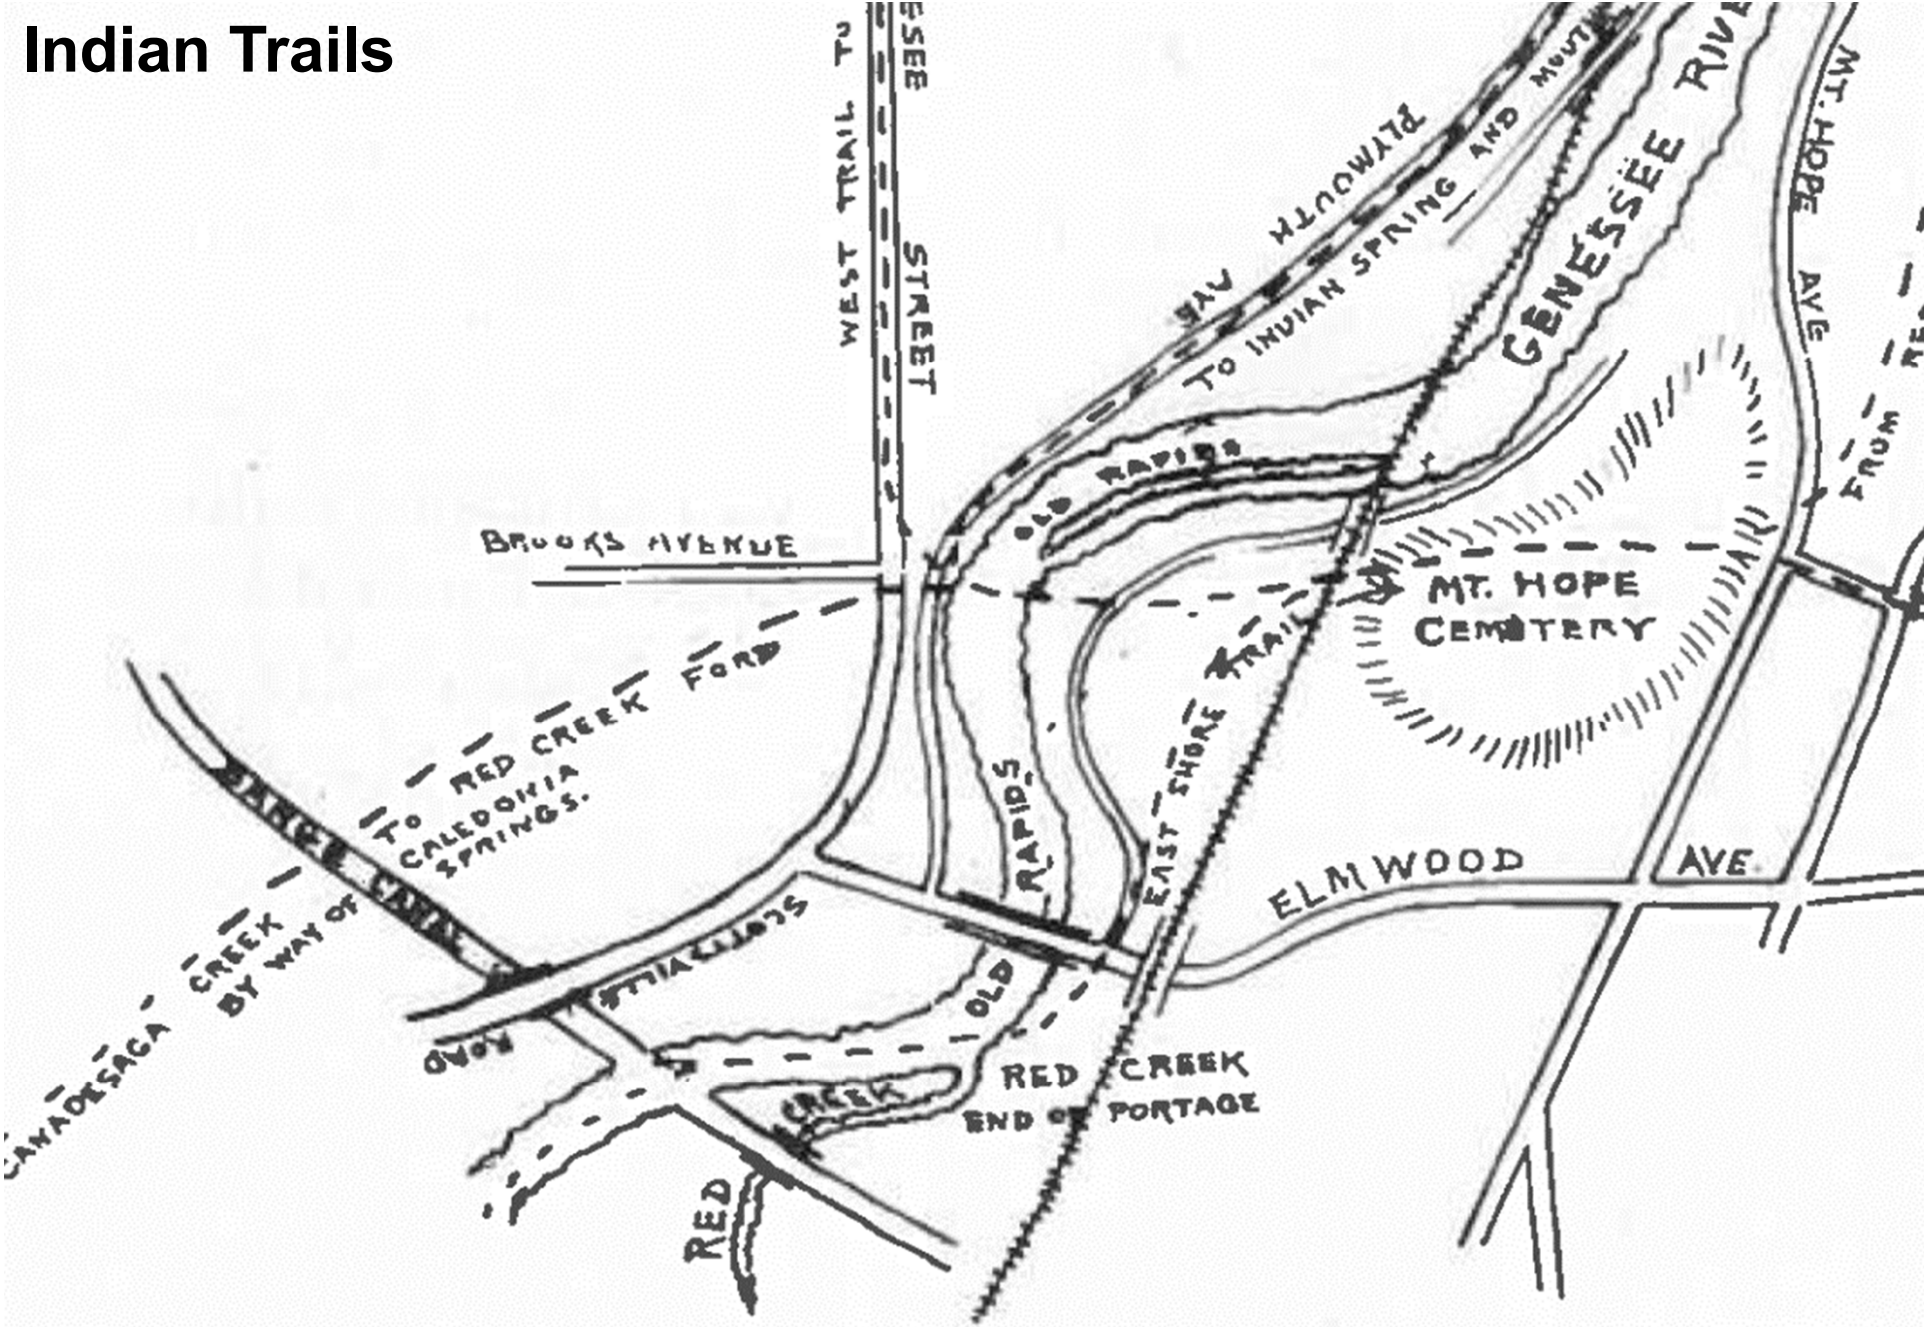 Indian Trails
WEST TRAIL TO
ESEE
STREET
PLYMOUTH
AVE
TO INDIAN SPRING AND MOUTH
GENESSEE RIVE
MT. HOPE AVE
FROM RE
BROOKS AVENUE
OLD RAPIDS
MT. HOPE
CEMETERY
EAST SHORE TRAIL
TO RED CREEK FORD
CALEDONIA
SPRINGS.
BARGE CANAL
CANADESAGA CREEK
BY WAY OF
SCOTTSVILLE
ROAD
OLD RAPIDS
ELMWOOD AVE.
RED CREEK
END OF PORTAGE
RED CREEK